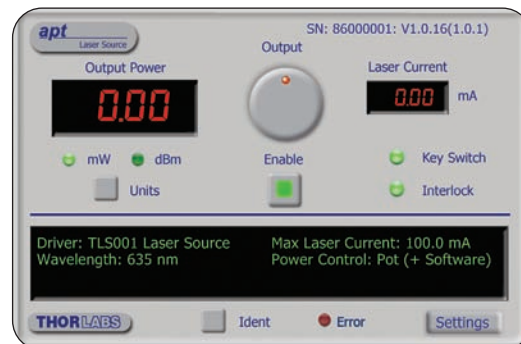 apt
Laser Source
SN: 86000001: V1.0.16(1.0.1)
Output
Output Power
Laser Current
0.00
0.00 mA
mW
dBm
Enable
Key Switch
Units
Interlock
Driver: TLS001 Laser Source
Max Laser Current: 100.0 mA
Wavelength: 635 nm
Power Control: Pot (+ Software)
THORLABS
Ident
Error
Settings